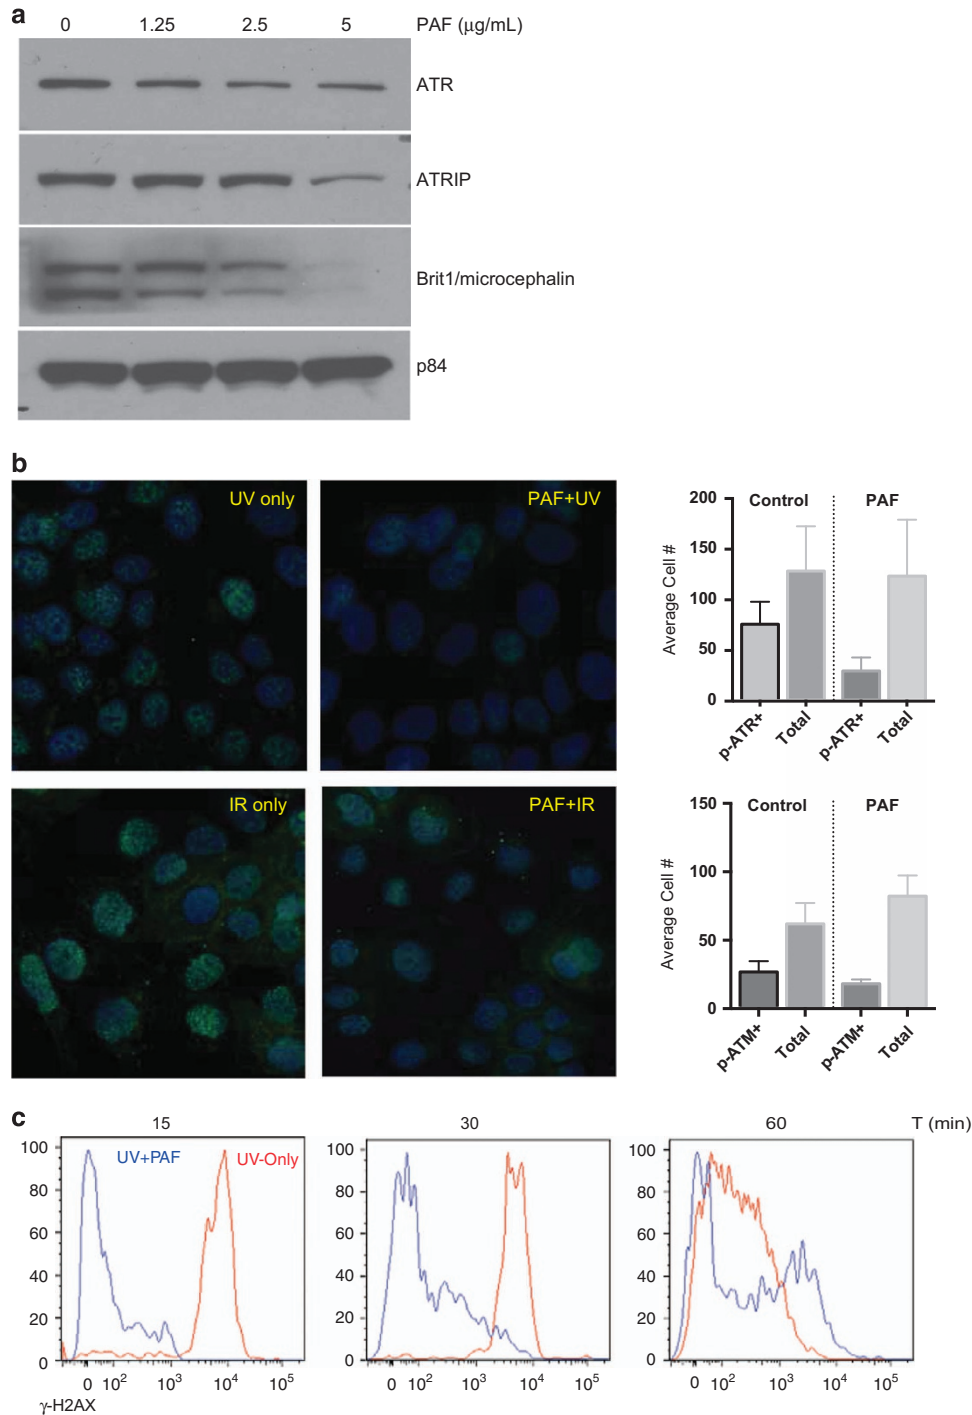 a
0 1.25 2.5 5 PAF (μg/mL)
ATR
ATRIP
Brit1/microcephalin
p84
b
UV only
PAF+UV
IR only
PAF+IR
Control PAF
200
150
100
50
0
Average Cell #
p-ATR+ Total p-ATR+ Total
Control PAF
150
100
50
0
Average Cell #
p-ATM+ Total p-ATM+ Total
c
15 30 60 T (min)
UV+PAF UV-Only
100
80
60
40
20
0
0 10² 10³ 10⁴ 10⁵
γ-H2AX
100
80
60
40
20
0
0 10² 10³ 10⁴ 10⁵
100
80
60
40
20
0
0 10² 10³ 10⁴ 10⁵